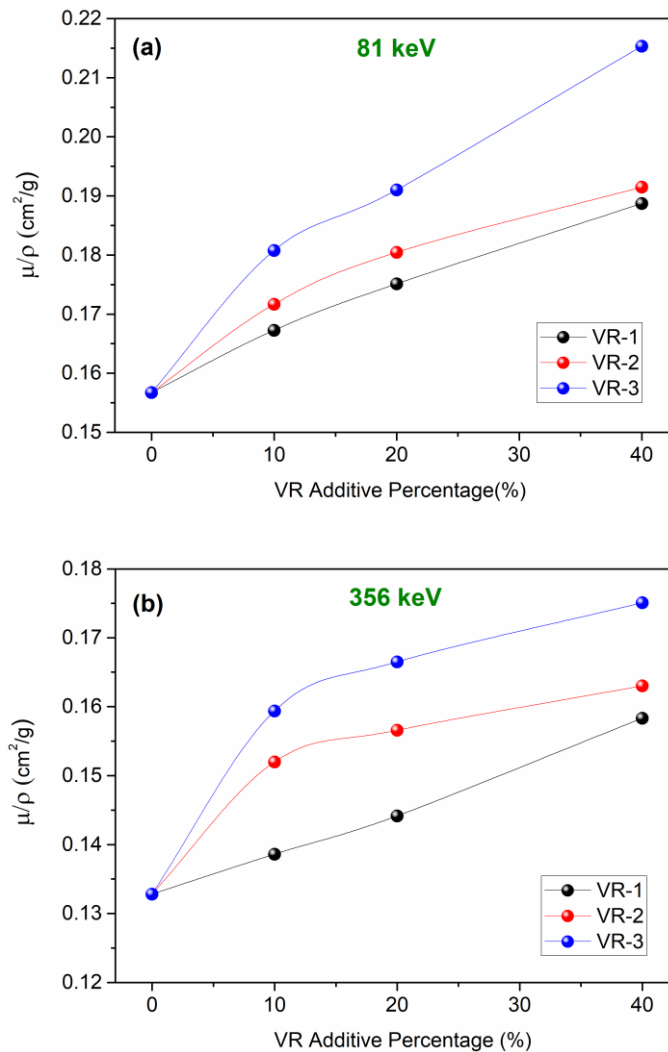 (a)
81 keV
0.22
0.21
0.20
0.19
0.18
0.17
0.16
0.15
μ/ρ (cm²/g)
VR-1
VR-2
VR-3
0 10 20 30 40
VR Additive Percentage(%)
(b)
356 keV
0.18
0.17
0.16
0.15
0.14
0.13
0.12
μ/ρ (cm²/g)
VR-1
VR-2
VR-3
0 10 20 30 40
VR Additive Percentage (%)